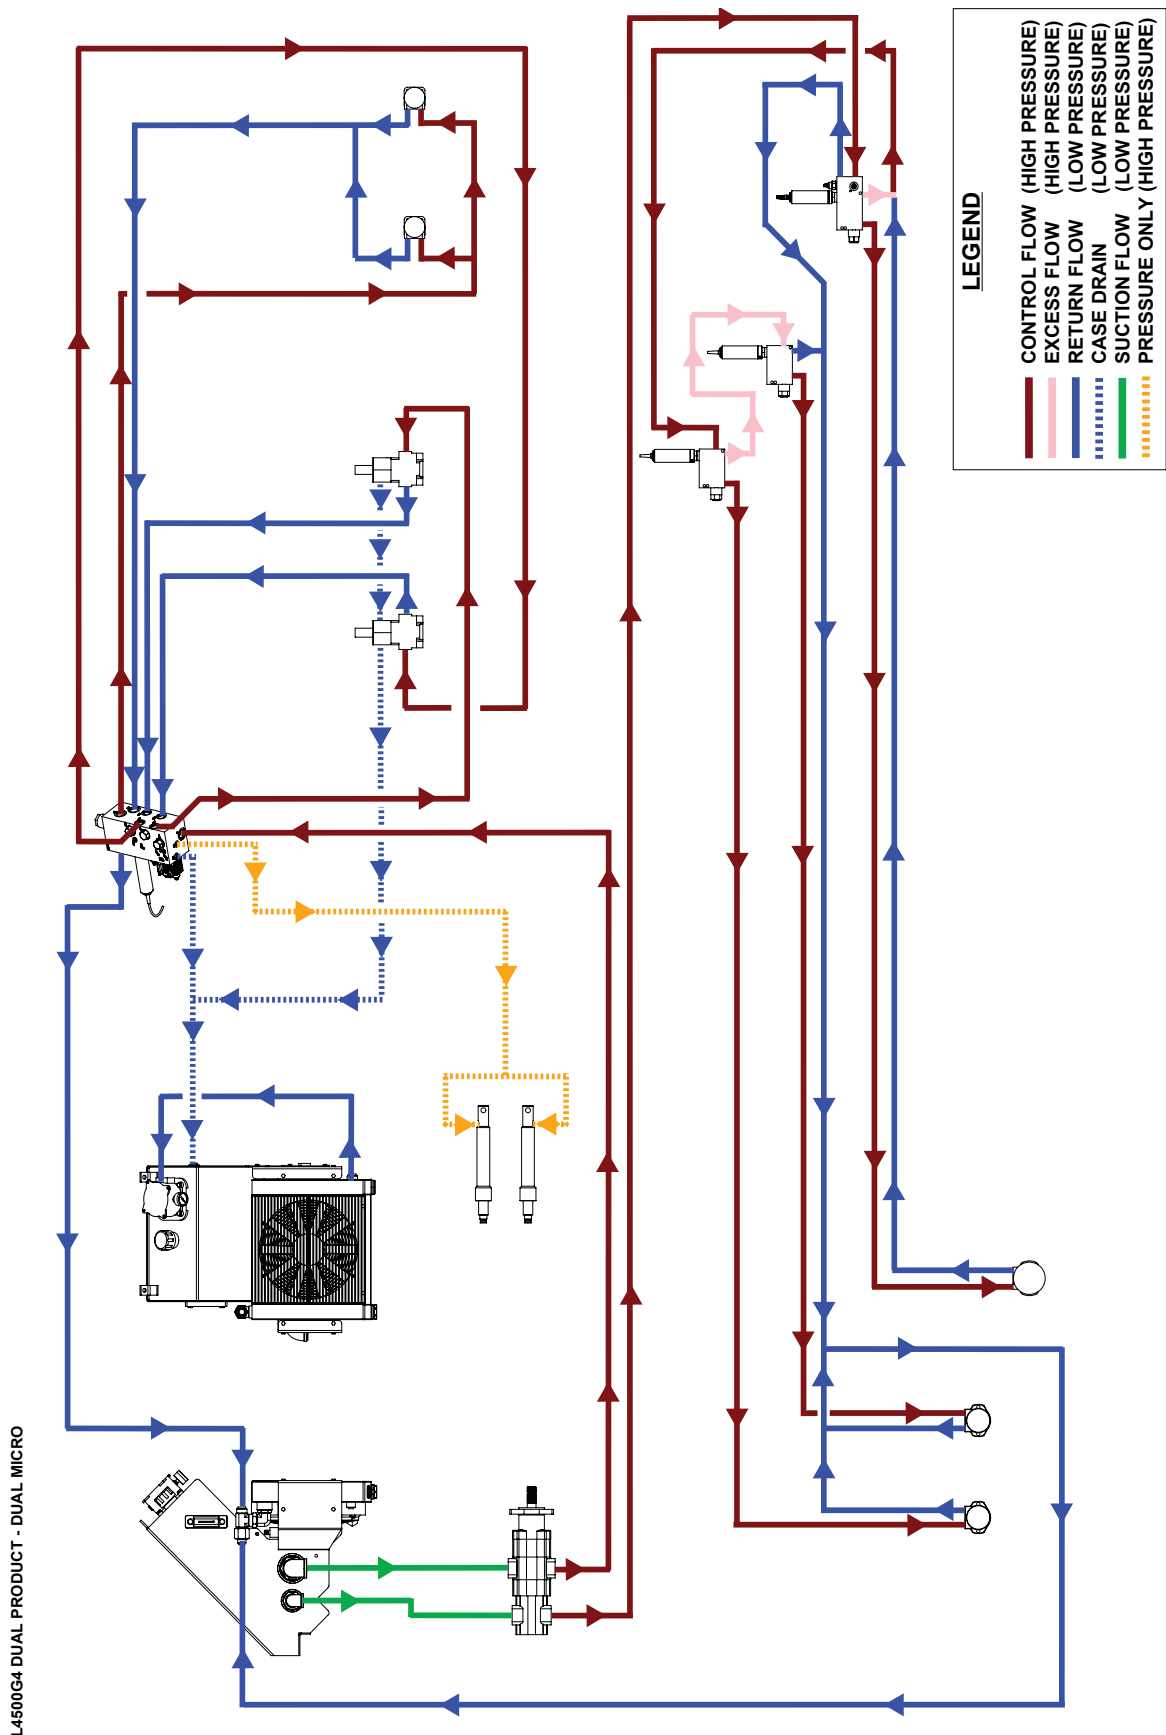 L4500G4 DUAL PRODUCT - DUAL MICRO
LEGEND
CONTROL FLOW (HIGH PRESSURE)
EXCESS FLOW (HIGH PRESSURE)
RETURN FLOW (LOW PRESSURE)
CASE DRAIN (LOW PRESSURE)
SUCTION FLOW (LOW PRESSURE)
PRESSURE ONLY (HIGH PRESSURE)